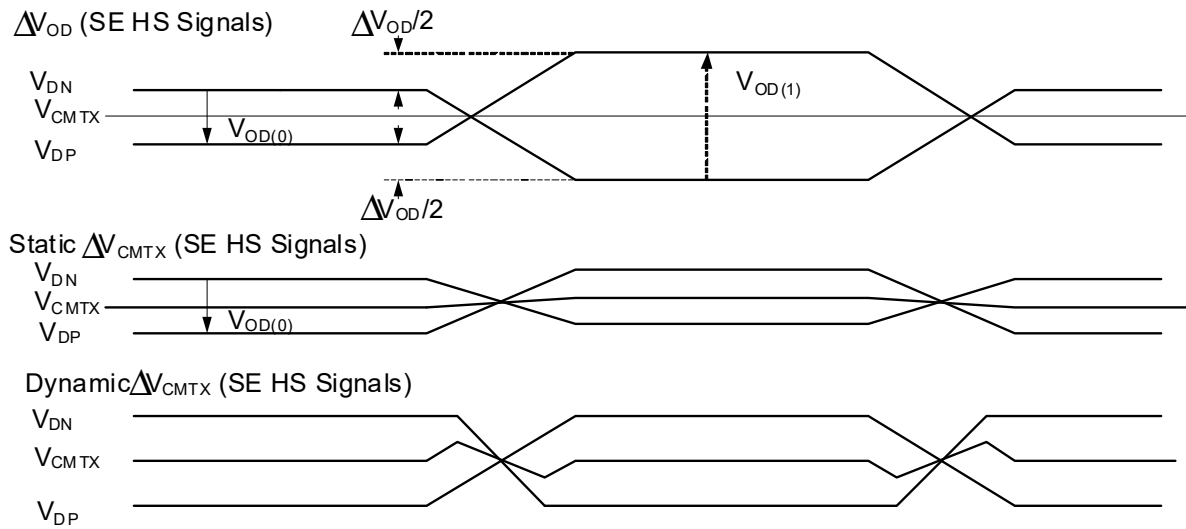 ΔV_OD (SE HS Signals)
ΔV_OD/2
V_DN
V_CMTX
V_OD(0)
V_OD(1)
V_DP
ΔV_OD/2
Static ΔV_CMTX (SE HS Signals)
V_DN
V_CMTX
V_OD(0)
V_DP
Dynamic ΔV_CMTX (SE HS Signals)
V_DN
V_CMTX
V_DP